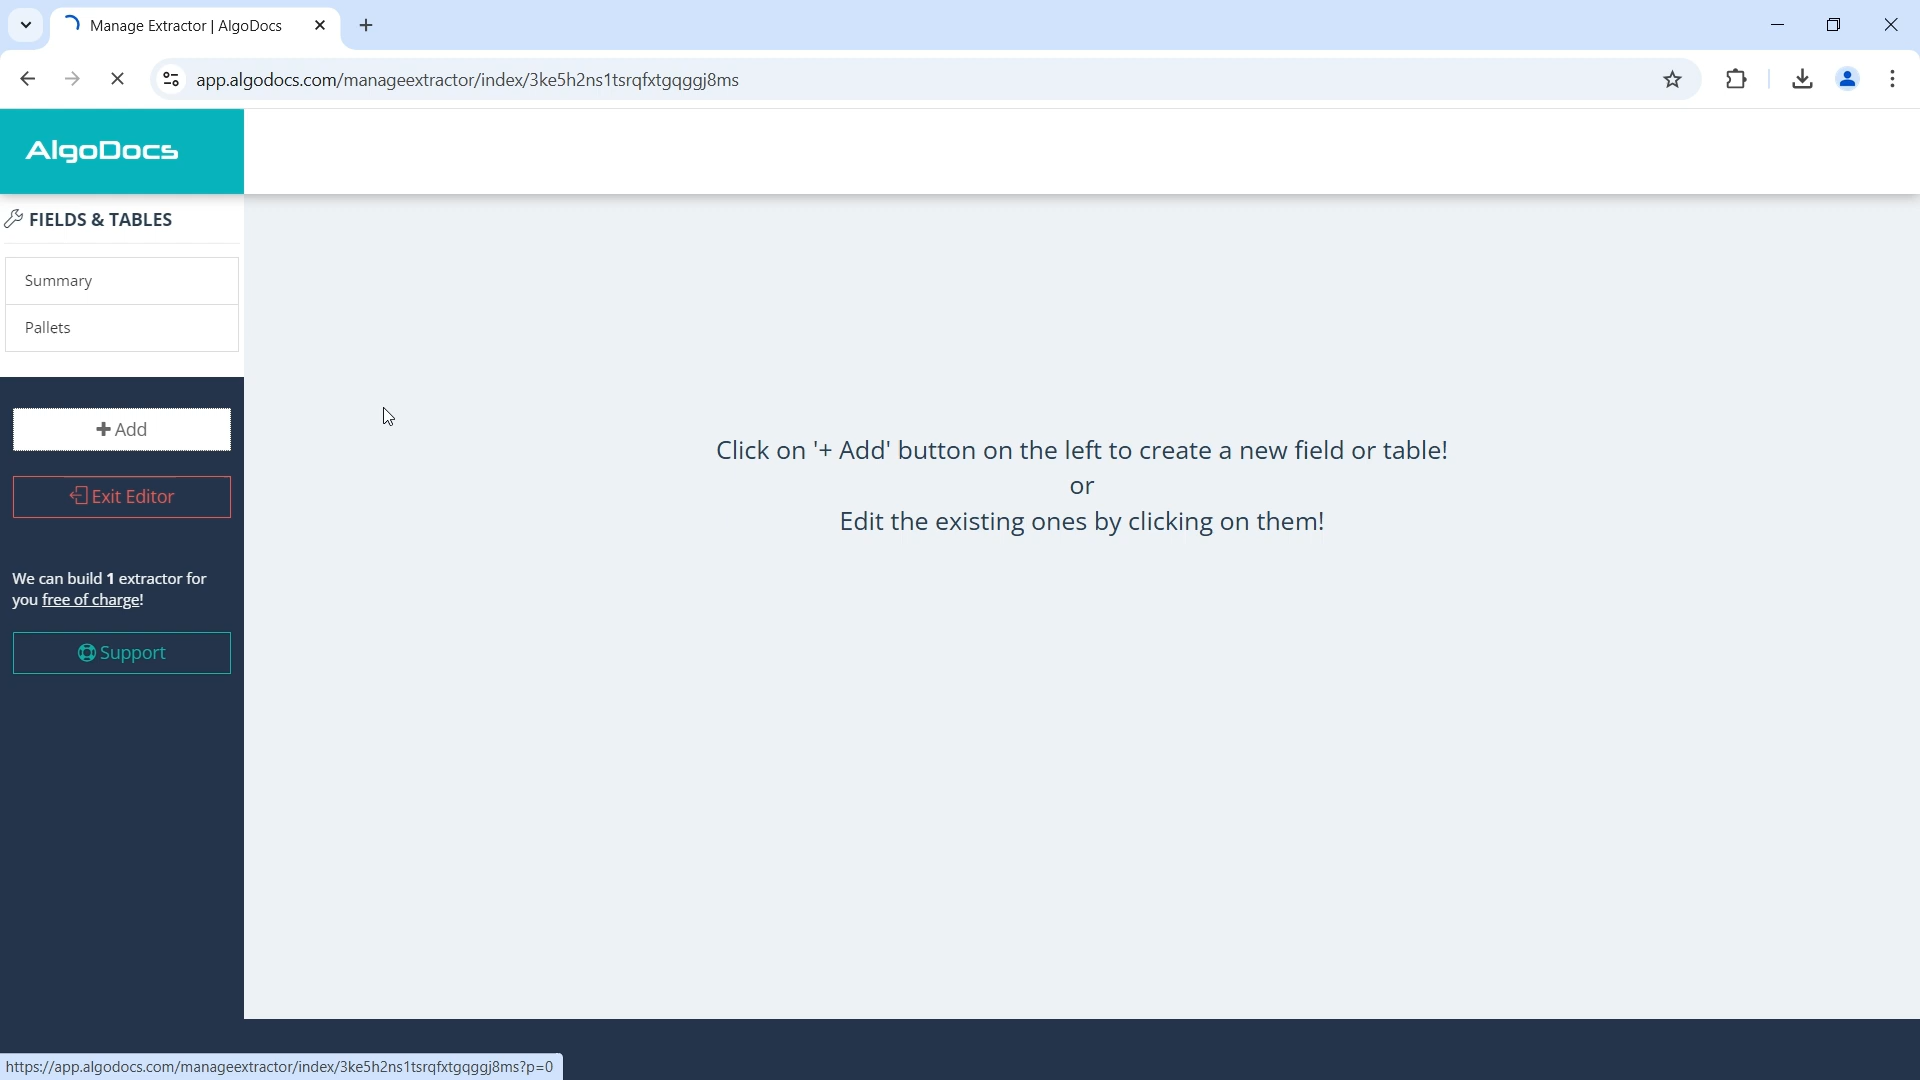 Manage Extractor | AlgoDocs
app.algodocs.com/manageextractor/index/3ke5h2ns1tsrqfxtgqggj8ms
AlgoDocs
FIELDS & TABLES
Summary
Pallets
+ Add
Exit Editor
We can build 1 extractor for
you free of charge!
Support
Click on '+ Add' button on the left to create a new field or table!
or
Edit the existing ones by clicking on them!
https://app.algodocs.com/manageextractor/index/3ke5h2ns1tsrqfxtgqggj8ms?p=0